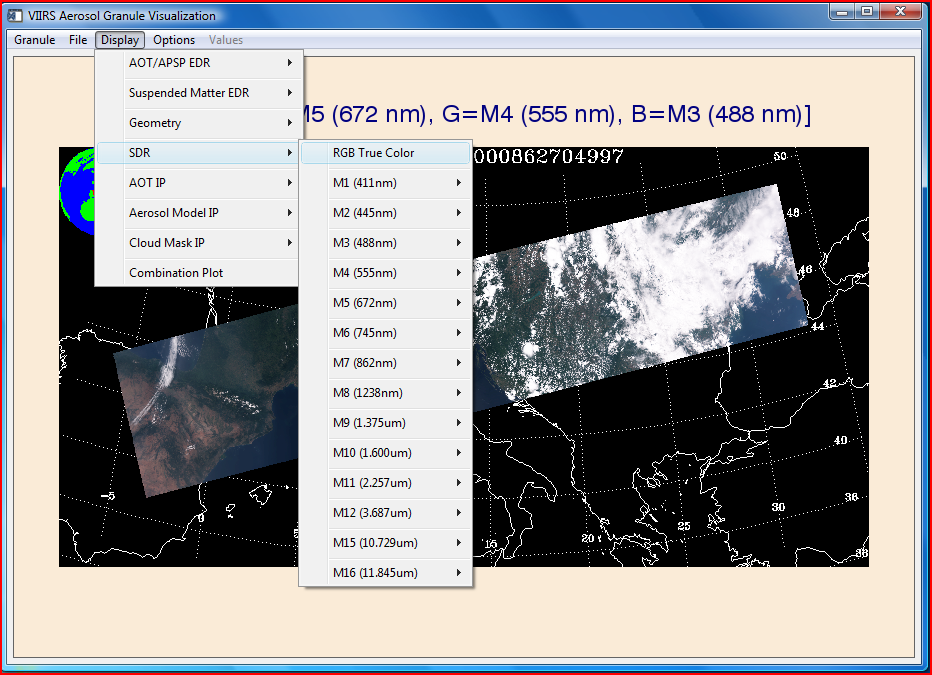 VIIRS Aerosol Granule Visualization
Granule File Display Options Values
AOT/APSP EDR
Suspended Matter EDR
Geometry
SDR
AOT IP
Aerosol Model IP
Cloud Mask IP
Combination Plot
RGB True Color
M1 (411nm)
M2 (445nm)
M3 (488nm)
M4 (555nm)
M5 (672nm)
M6 (745nm)
M7 (862nm)
M8 (1238nm)
M9 (1.375um)
M10 (1.600um)
M11 (2.257um)
M12 (3.687um)
M15 (10.729um)
M16 (11.845um)
(672 nm), G=M4 (555 nm), B=M3 (488 nm)]
000862704997
50
48
46
44
42
40
36
38
30
25
20
15
0
-5